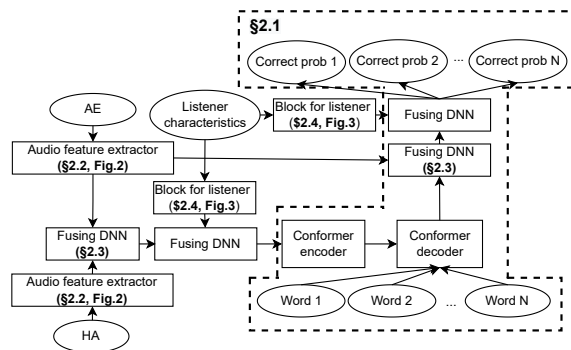 §2.1
Correct prob 1
Correct prob 2
...
Correct prob N
AE
Listener
characteristics
Block for listener
($2.4, Fig.3)
Fusing DNN
Audio feature extractor
(§2.2, Fig.2)
Fusing DNN
(§2.3)
Block for listener
($2.4, Fig.3)
Fusing DNN
(§2.3)
Fusing DNN
Conformer
encoder
Conformer
decoder
Audio feature extractor
(§2.2, Fig.2)
Word 1
Word 2
...
Word N
HA